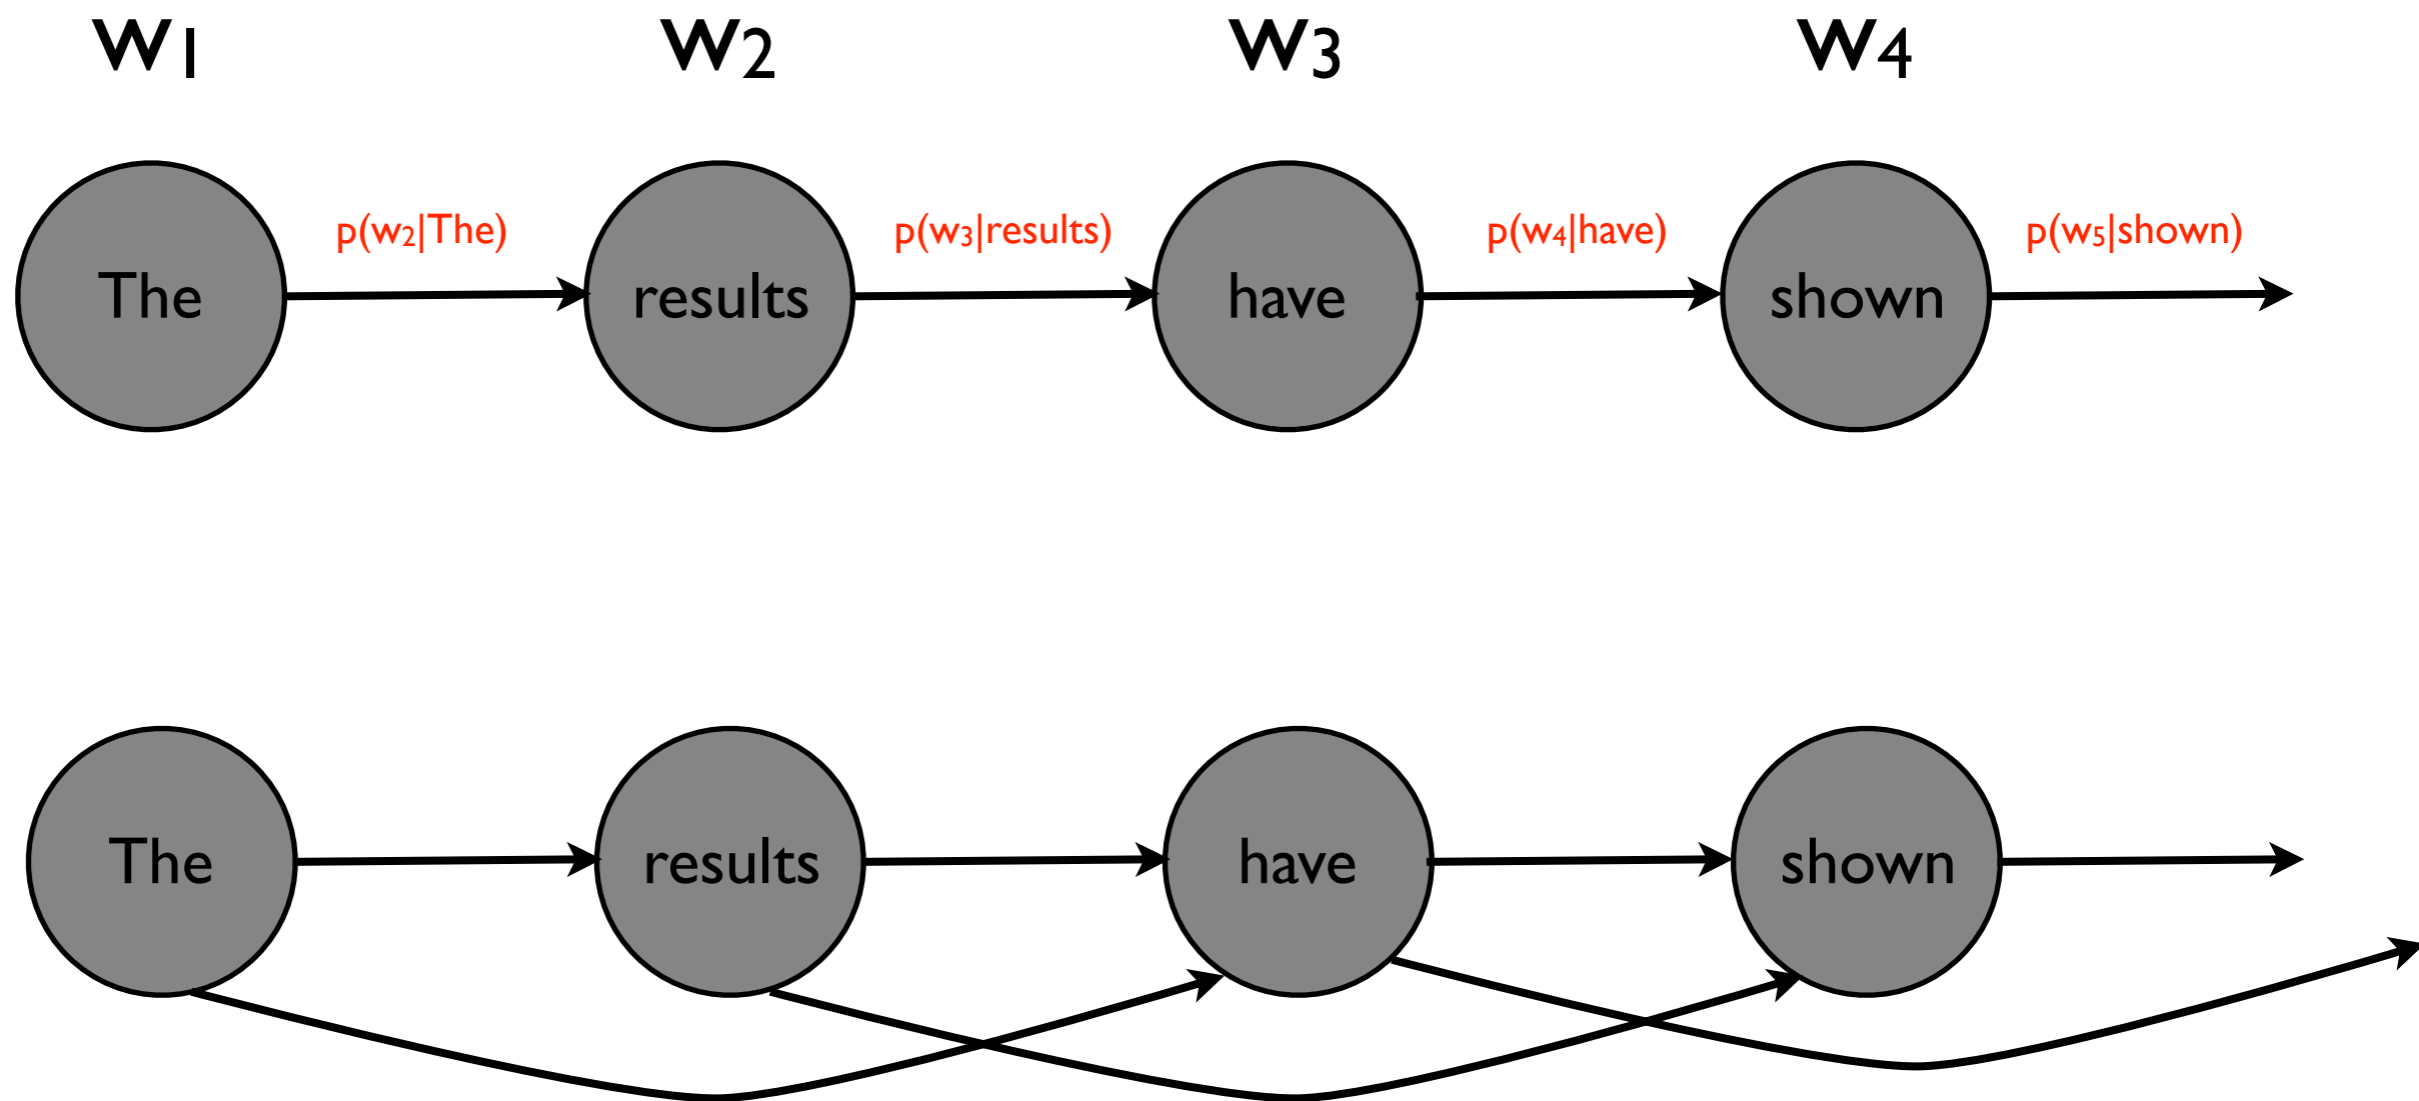 w1 w2 w3 w4
p(w2|The) p(w3|results) p(w4|have) p(w5|shown)
The results have shown
The results have shown